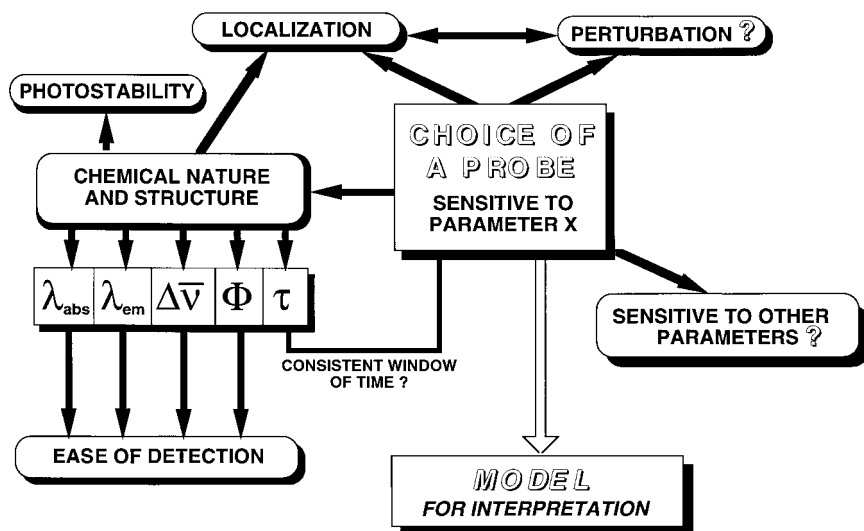 LOCALIZATION
PERTURBATION ?
PHOTOSTABILITY
CHOICE OF
A PROBE
SENSITIVE TO
PARAMETER X
CHEMICAL NATURE
AND STRUCTURE
λabs λem Δν̅ Φ τ
SENSITIVE TO OTHER
PARAMETERS ?
CONSISTENT WINDOW
OF TIME ?
EASE OF DETECTION
MODEL
FOR INTERPRETATION